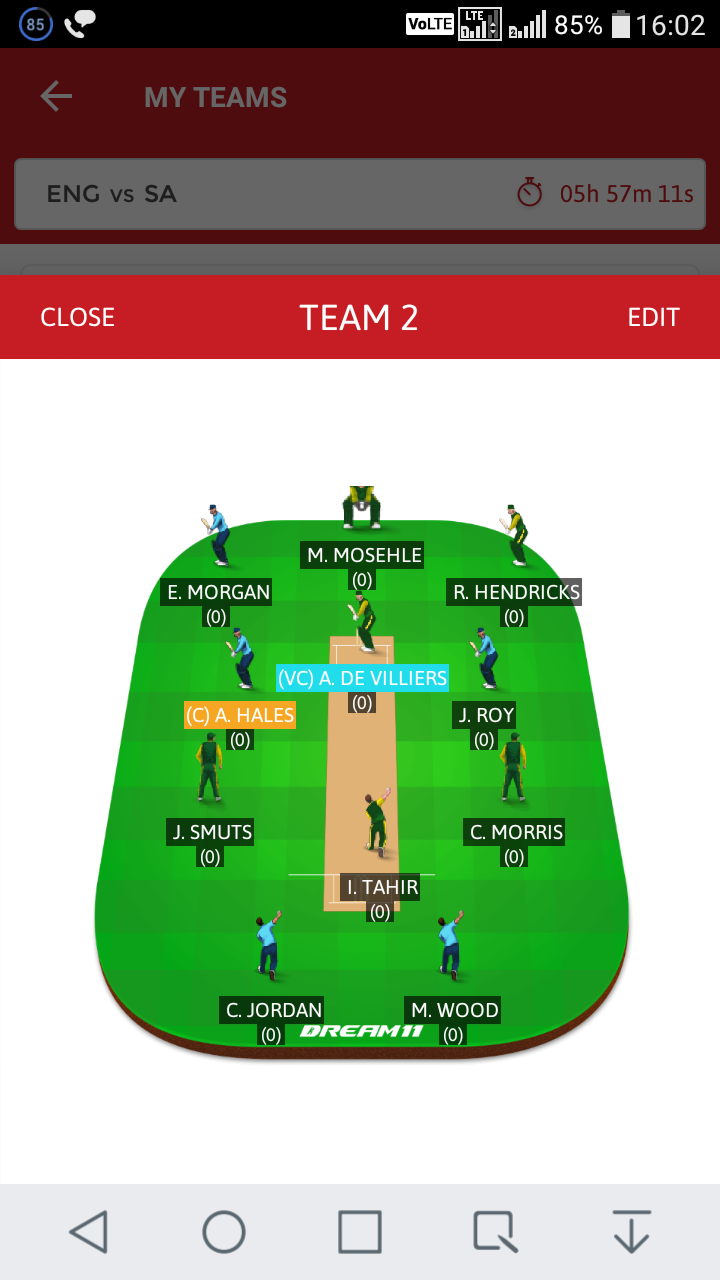 85 VoLTE LTE 1 2 85% 16:02
MY TEAMS
ENG vs SA 05h 57m 11s
CLOSE TEAM 2 EDIT
M. MOSEHLE
(0)
E. MORGAN
(0)
R. HENDRICKS
(0)
(VC) A. DE VILLIERS
(0)
(C) A. HALES
(0)
J. ROY
(0)
J. SMUTS
(0)
C. MORRIS
(0)
I. TAHIR
(0)
C. JORDAN
(0)
M. WOOD
(0)
DREAM11